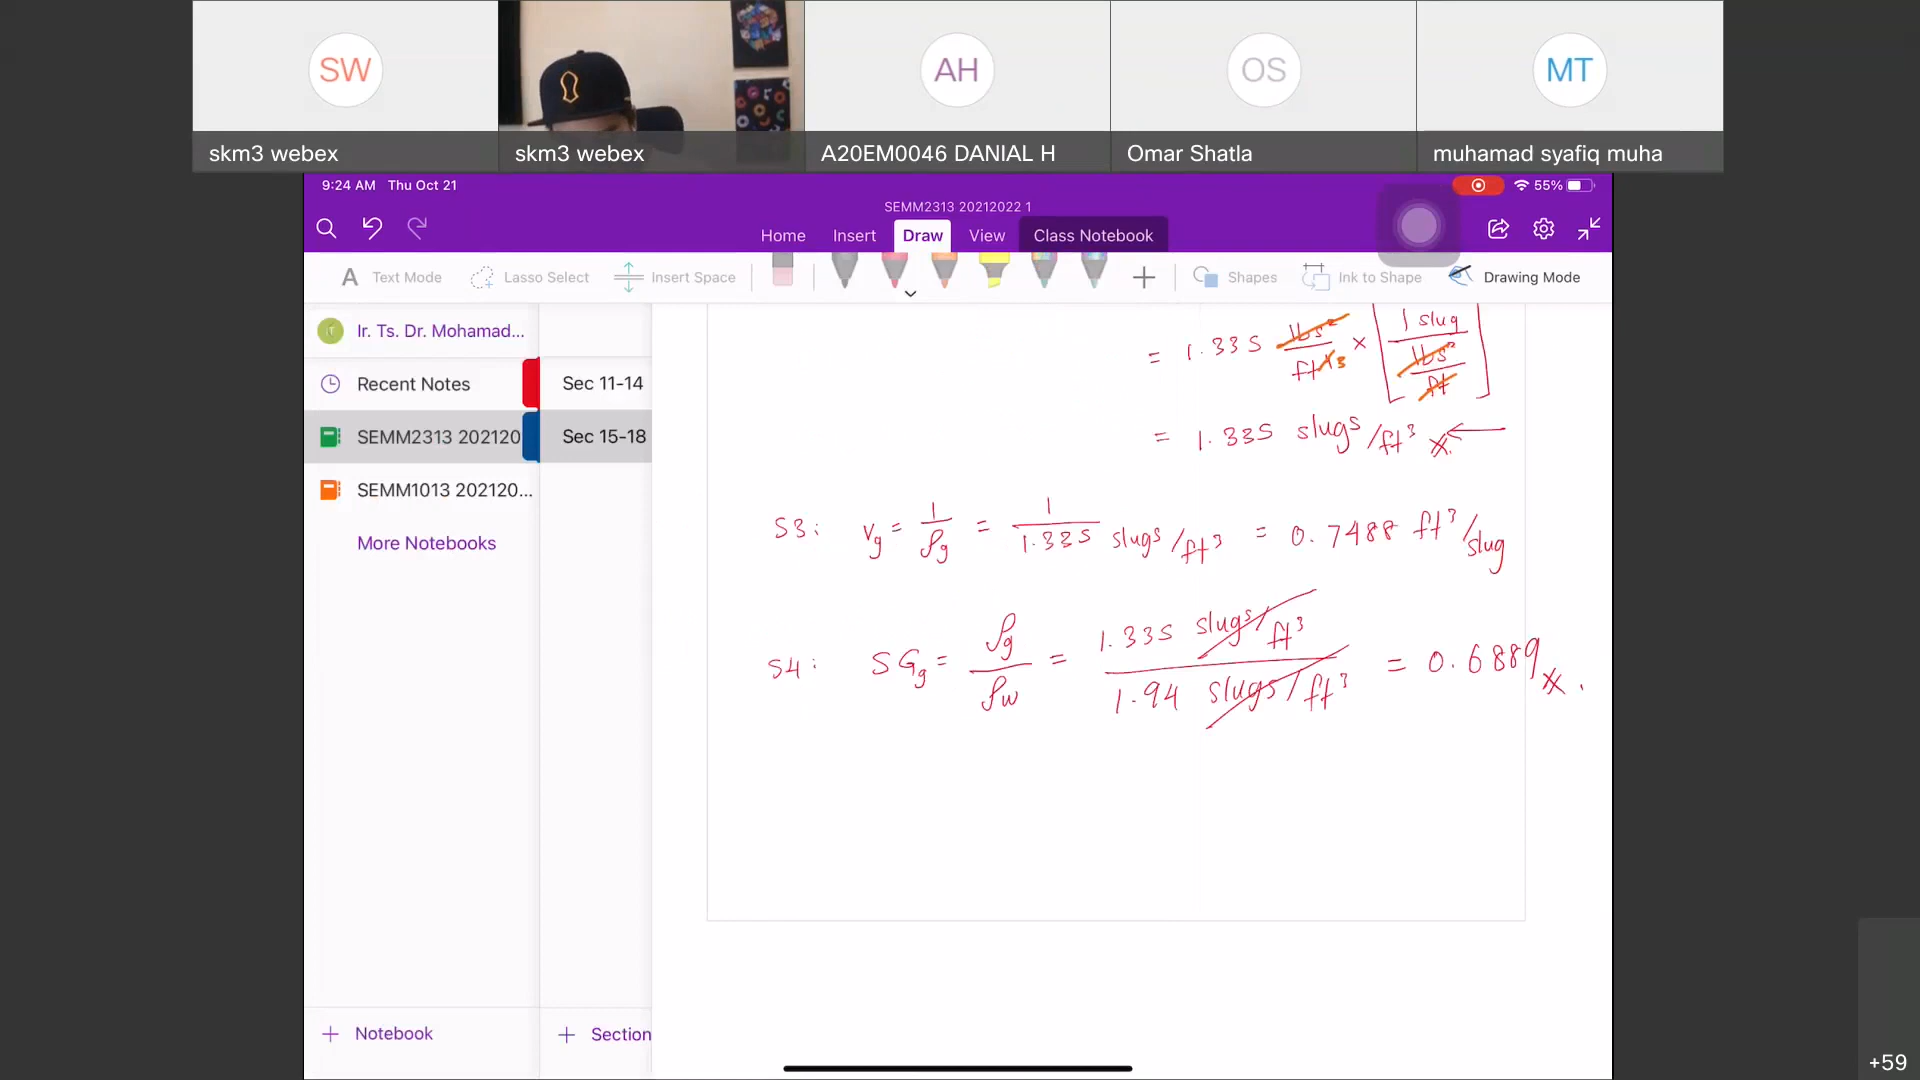 SW
AH
OS
MT
skm3 webex
skm3 webex
A20EM0046 DANIAL H
Omar Shatla
muhamad syafiq muha
9:24 AM Thu Oct 21
55%
SEMM2313 20212022 1
Home Insert Draw View Class Notebook
A Text Mode Lasso Select Insert Space Shapes Ink to Shape Drawing Mode
IT Ir. Ts. Dr. Mohamad...
Recent Notes
SEMM2313 202120
SEMM1013 202120...
More Notebooks
Sec 11-14
Sec 15-18
= 1.335 lbs²/ft⁴³ × [1 slug / lbs²/ft]
= 1.335 slugs/ft³
S3: Vg = 1/ρg = 1/1.335 slugs/ft³ = 0.7488 ft³/slug
S4: SGg = ρg/ρw = 1.335 slugs/ft³ / 1.94 slugs/ft³ = 0.6889
+ Notebook
+ Section
+59